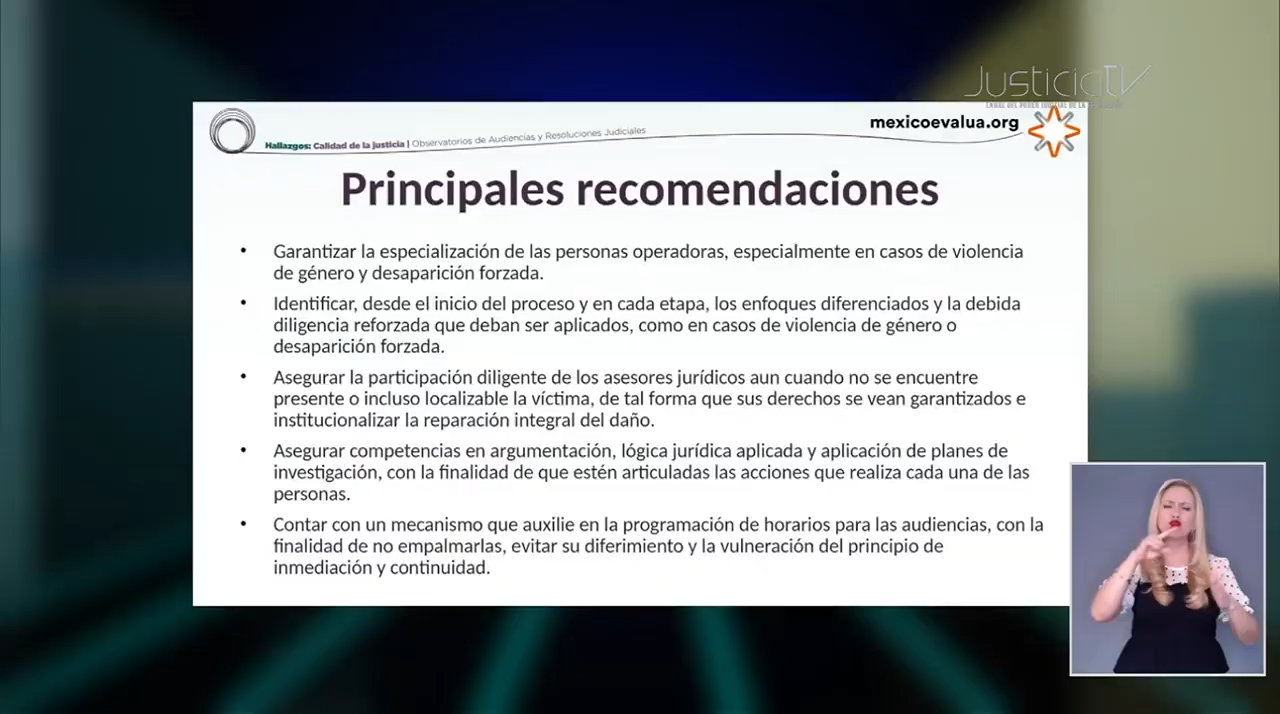 JusticiaTV
mexicoevalua.org
Hallazgos: Calidad de la justicia | Observatorios de Audiencias y Resoluciones Judiciales
Principales recomendaciones
• Garantizar la especialización de las personas operadoras, especialmente en casos de violencia
de género y desaparición forzada.
• Identificar, desde el inicio del proceso y en cada etapa, los enfoques diferenciados y la debida
diligencia reforzada que deban ser aplicados, como en casos de violencia de género o
desaparición forzada.
• Asegurar la participación diligente de los asesores jurídicos aun cuando no se encuentre
presente o incluso localizable la víctima, de tal forma que sus derechos se vean garantizados e
institucionalizar la reparación integral del daño.
• Asegurar competencias en argumentación, lógica jurídica aplicada y aplicación de planes de
investigación, con la finalidad de que estén articuladas las acciones que realiza cada una de las
personas.
• Contar con un mecanismo que auxilie en la programación de horarios para las audiencias, con la
finalidad de no empalmarlas, evitar su diferimiento y la vulneración del principio de
inmediación y continuidad.